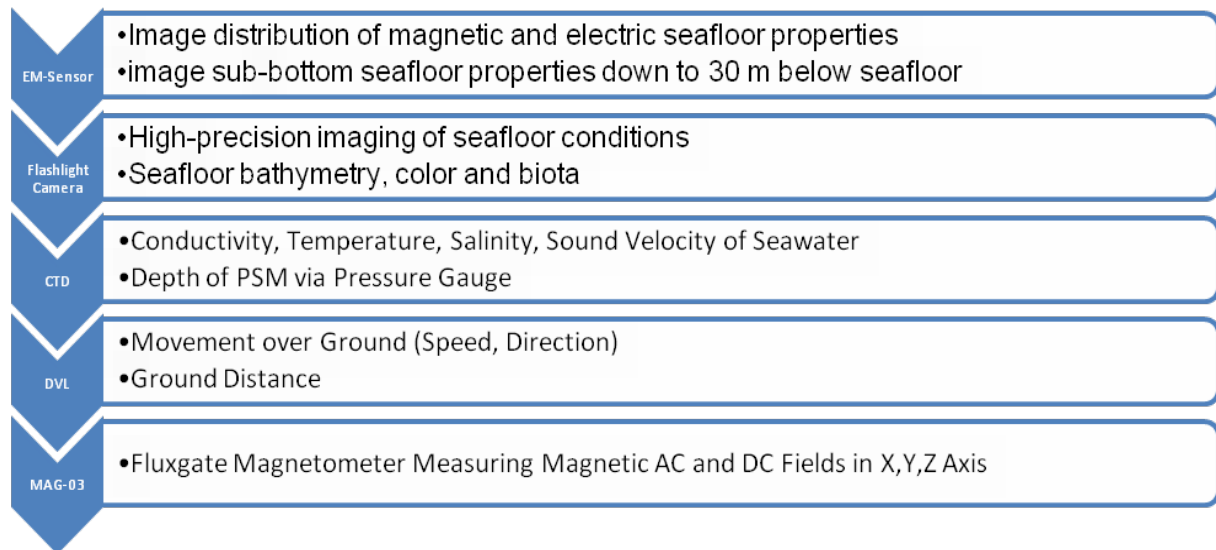 EM-Sensor
•Image distribution of magnetic and electric seafloor properties
•image sub-bottom seafloor properties down to 30 m below seafloor
Flashlight
Camera
•High-precision imaging of seafloor conditions
•Seafloor bathymetry, color and biota
CTD
•Conductivity, Temperature, Salinity, Sound Velocity of Seawater
•Depth of PSM via Pressure Gauge
DVL
•Movement over Ground (Speed, Direction)
•Ground Distance
MAG-03
•Fluxgate Magnetometer Measuring Magnetic AC and DC Fields in X,Y,Z Axis